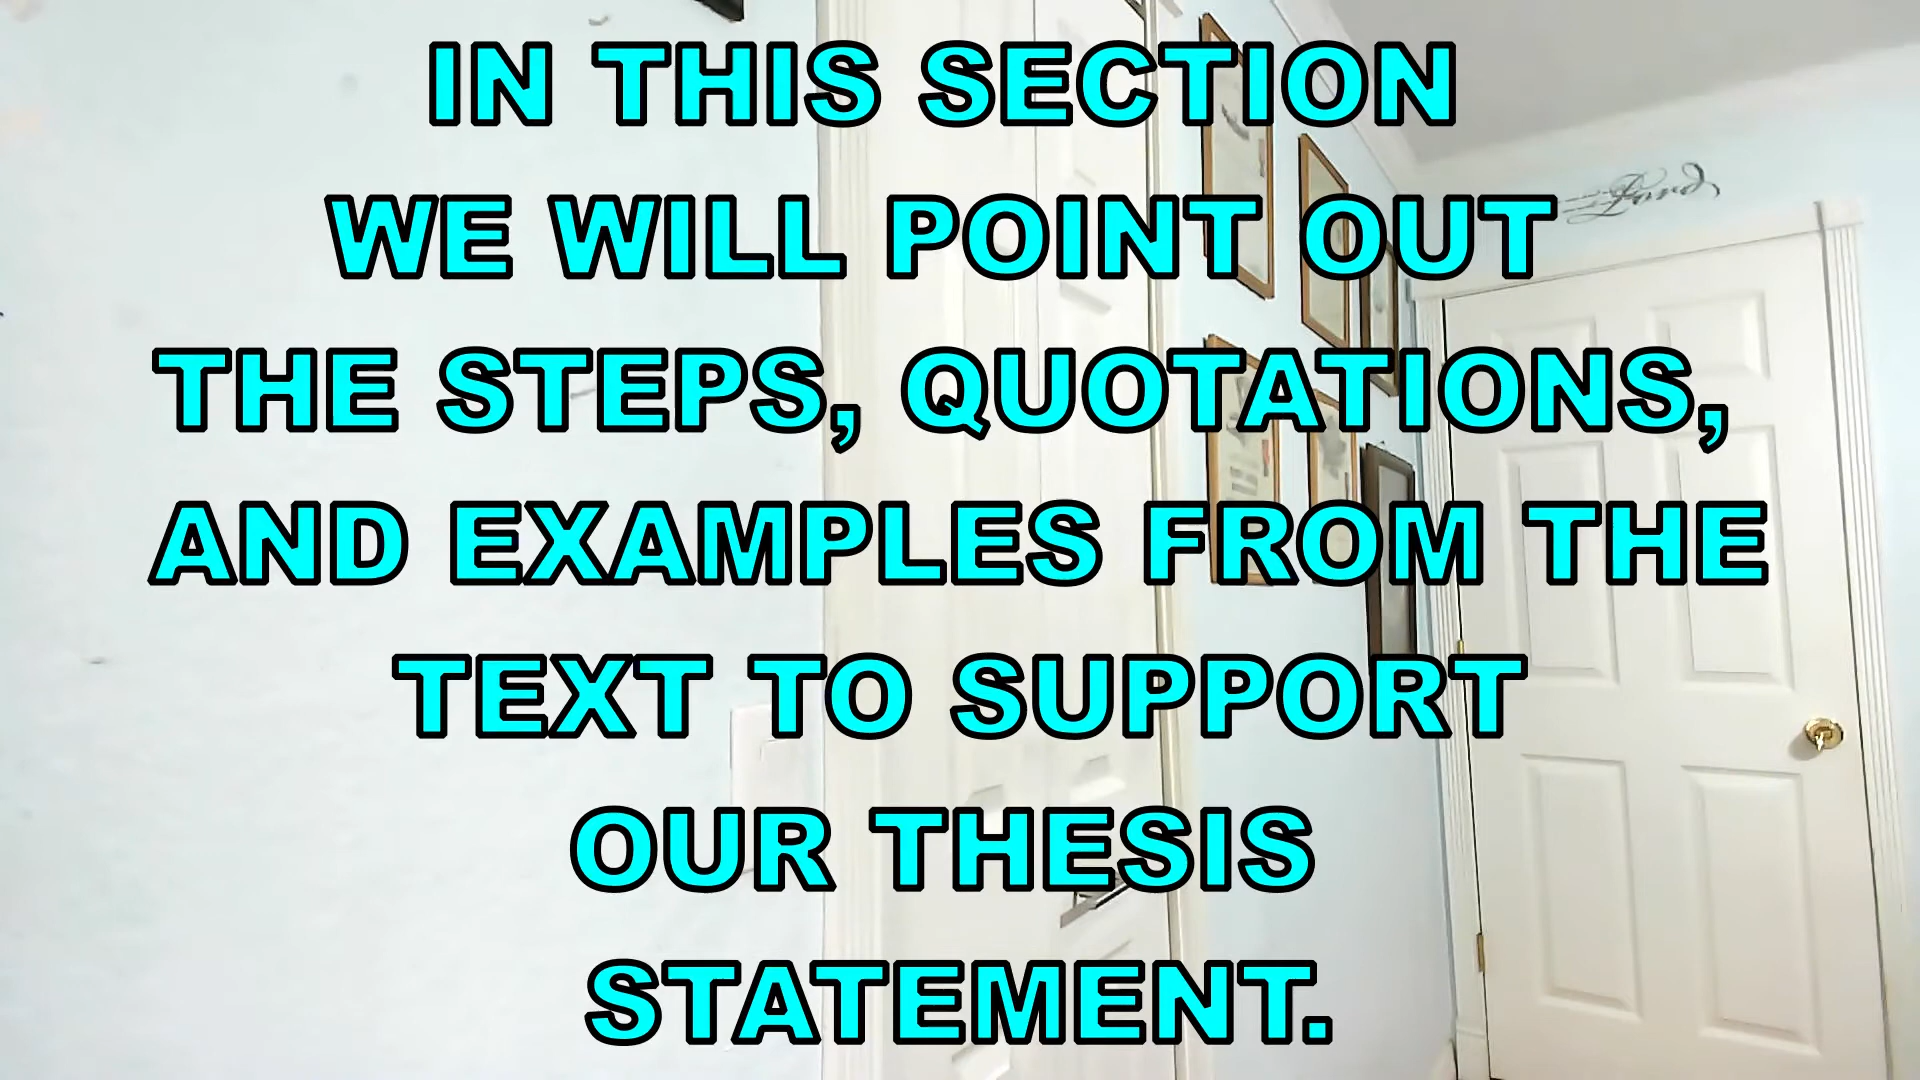 IN THIS SECTION
WE WILL POINT OUT
THE STEPS, QUOTATIONS,
AND EXAMPLES FROM THE
TEXT TO SUPPORT
OUR THESIS
STATEMENT.
Lord